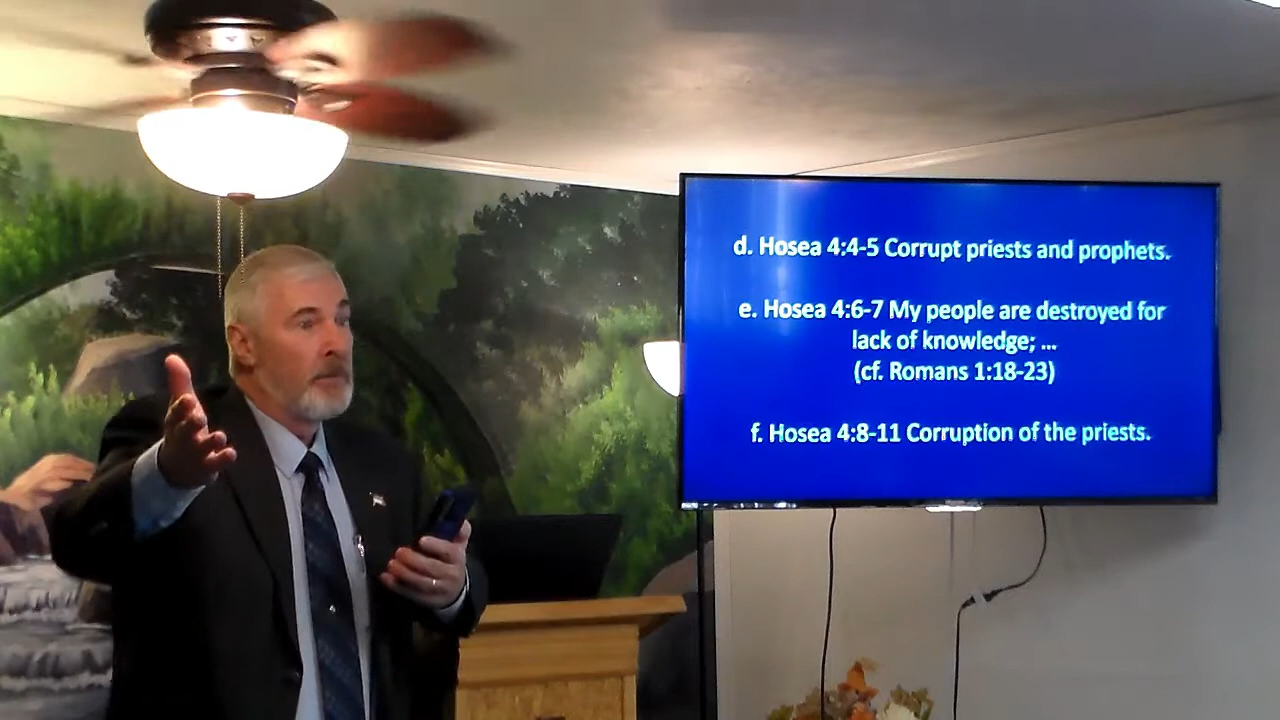 d. Hosea 4:4-5 Corrupt priests and prophets.
e. Hosea 4:6-7 My people are destroyed for
lack of knowledge; ...
(cf. Romans 1:18-23)
f. Hosea 4:8-11 Corruption of the priests.